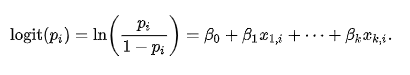 logit(pᵢ) = ln(pᵢ / (1 − pᵢ)) = β₀ + β₁x₁,ᵢ + ⋯ + βₖxₖ,ᵢ.